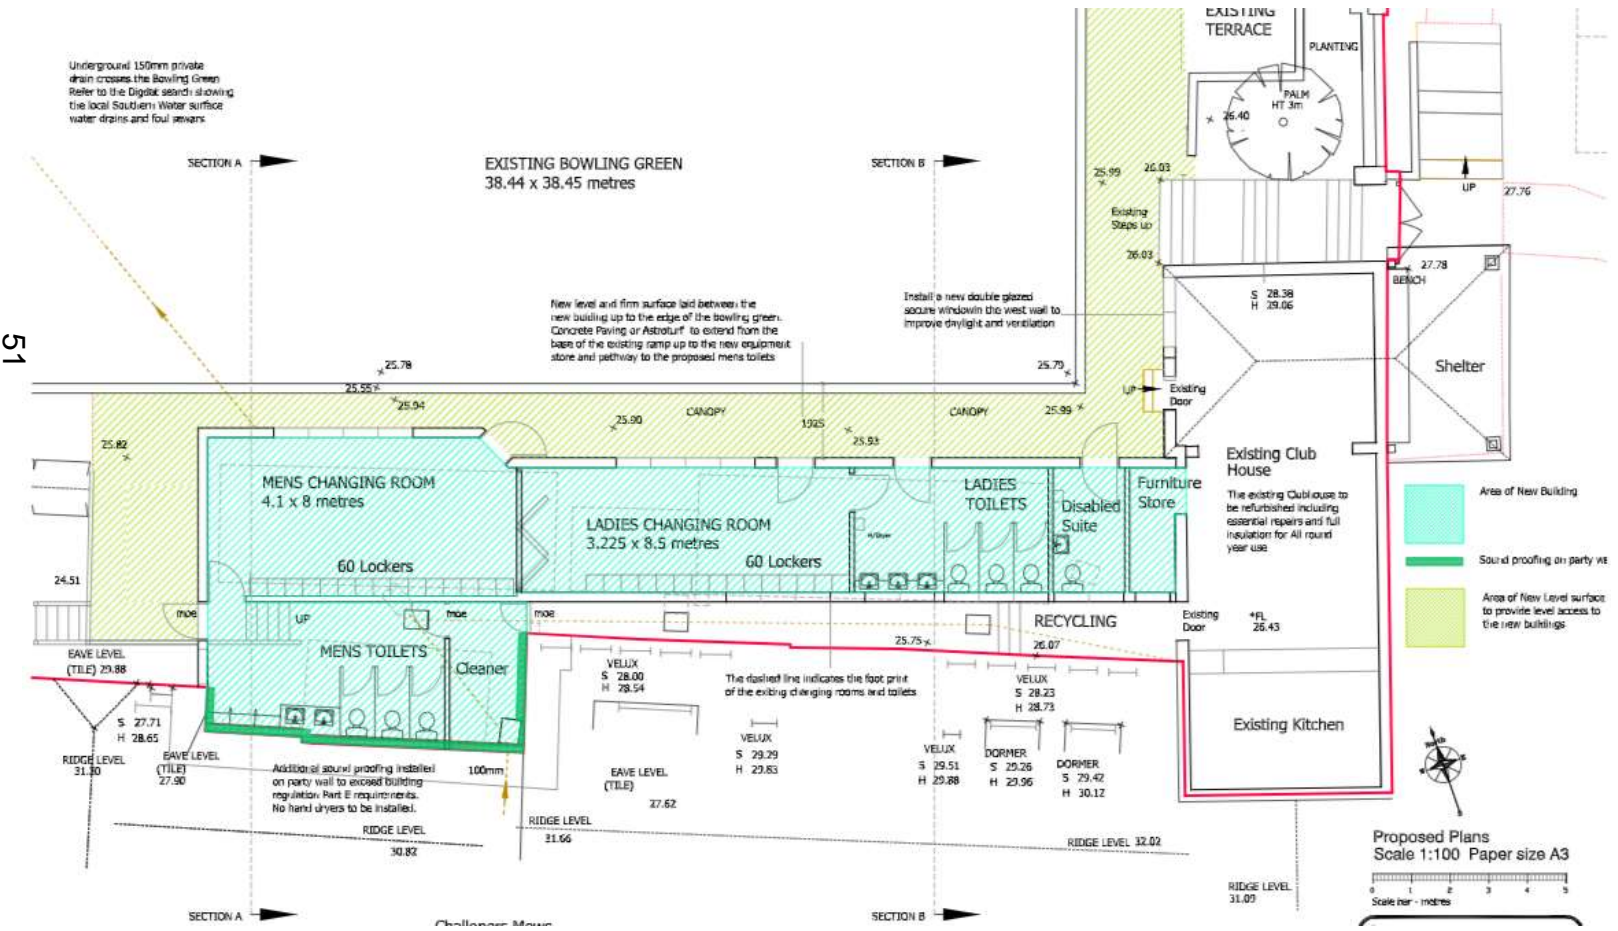 EXISTING
TERRACE
PLANTING
Underground 150mm private
drain crosses the Bowling Green
Refer to the Digdat search showing
the local Southern Water surface
water drains and foul sewers
PALM
HT 3m
26.40
SECTION A
EXISTING BOWLING GREEN
38.44 x 38.45 metres
SECTION B
25.99
26.03
UP
27.76
Existing
Steps up
26.03
27.78
BENCH
S 28.38
H 29.06
New level and firm surface laid between the
new building up to the edge of the bowling green.
Concrete Paving or Astroturf to extend from the
base of the existing ramp up to the new equipment
store and pathway to the proposed mens toilets
Install a new double glazed
secure window in the west wall to
improve daylight and ventilation
51
25.78
25.55
25.94
25.79
UP
Existing
Door
Shelter
25.82
25.90
CANOPY
1925
25.93
CANOPY
25.99
Existing Club
House
The existing Clubhouse to
be refurbished including
essential repairs and full
insulation for All round
year use
MENS CHANGING ROOM
4.1 x 8 metres
60 Lockers
LADIES CHANGING ROOM
3.225 x 8.5 metres
60 Lockers
LADIES
TOILETS
Disabled
Suite
Furniture
Store
Area of New Building
Sound proofing on party
Area of New Level surface
to provide level access to
the new buildings
24.51
moe
UP
moe
moe
RECYCLING
Existing
Door
+FL
26.43
25.75
26.07
EAVE LEVEL
(TILE) 29.88
MENS TOILETS
Cleaner
VELUX
S 28.00
H 28.54
The dashed line indicates the foot print
of the exiting changing rooms and toilets
VELUX
S 28.23
H 28.73
Existing Kitchen
S 27.71
H 28.65
RIDGE LEVEL
EAVE LEVEL
(TILE)
27.90
Additional sound proofing installed
on party wall to exceed building
regulation Part E requirements.
No hand dryers to be installed.
100mm
EAVE LEVEL
(TILE)
27.62
VELUX
S 29.29
H 29.83
VELUX
S 29.51
H 29.88
DORMER
S 29.26
H 29.96
DORMER
S 29.42
H 30.12
North
RIDGE LEVEL
30.82
RIDGE LEVEL
31.66
RIDGE LEVEL 32.02
RIDGE LEVEL
31.09
Proposed Plans
Scale 1:100 Paper size A3
0 1 2 3 4 5
Scale bar - metres
SECTION A
SECTION B
Challoners Mews